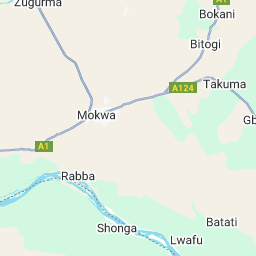 Zugurma
A1
Bokani
Bitogi
Takuma
A124
Mokwa
Gb
A1
Rabba
Batati
Shonga
Lwafu